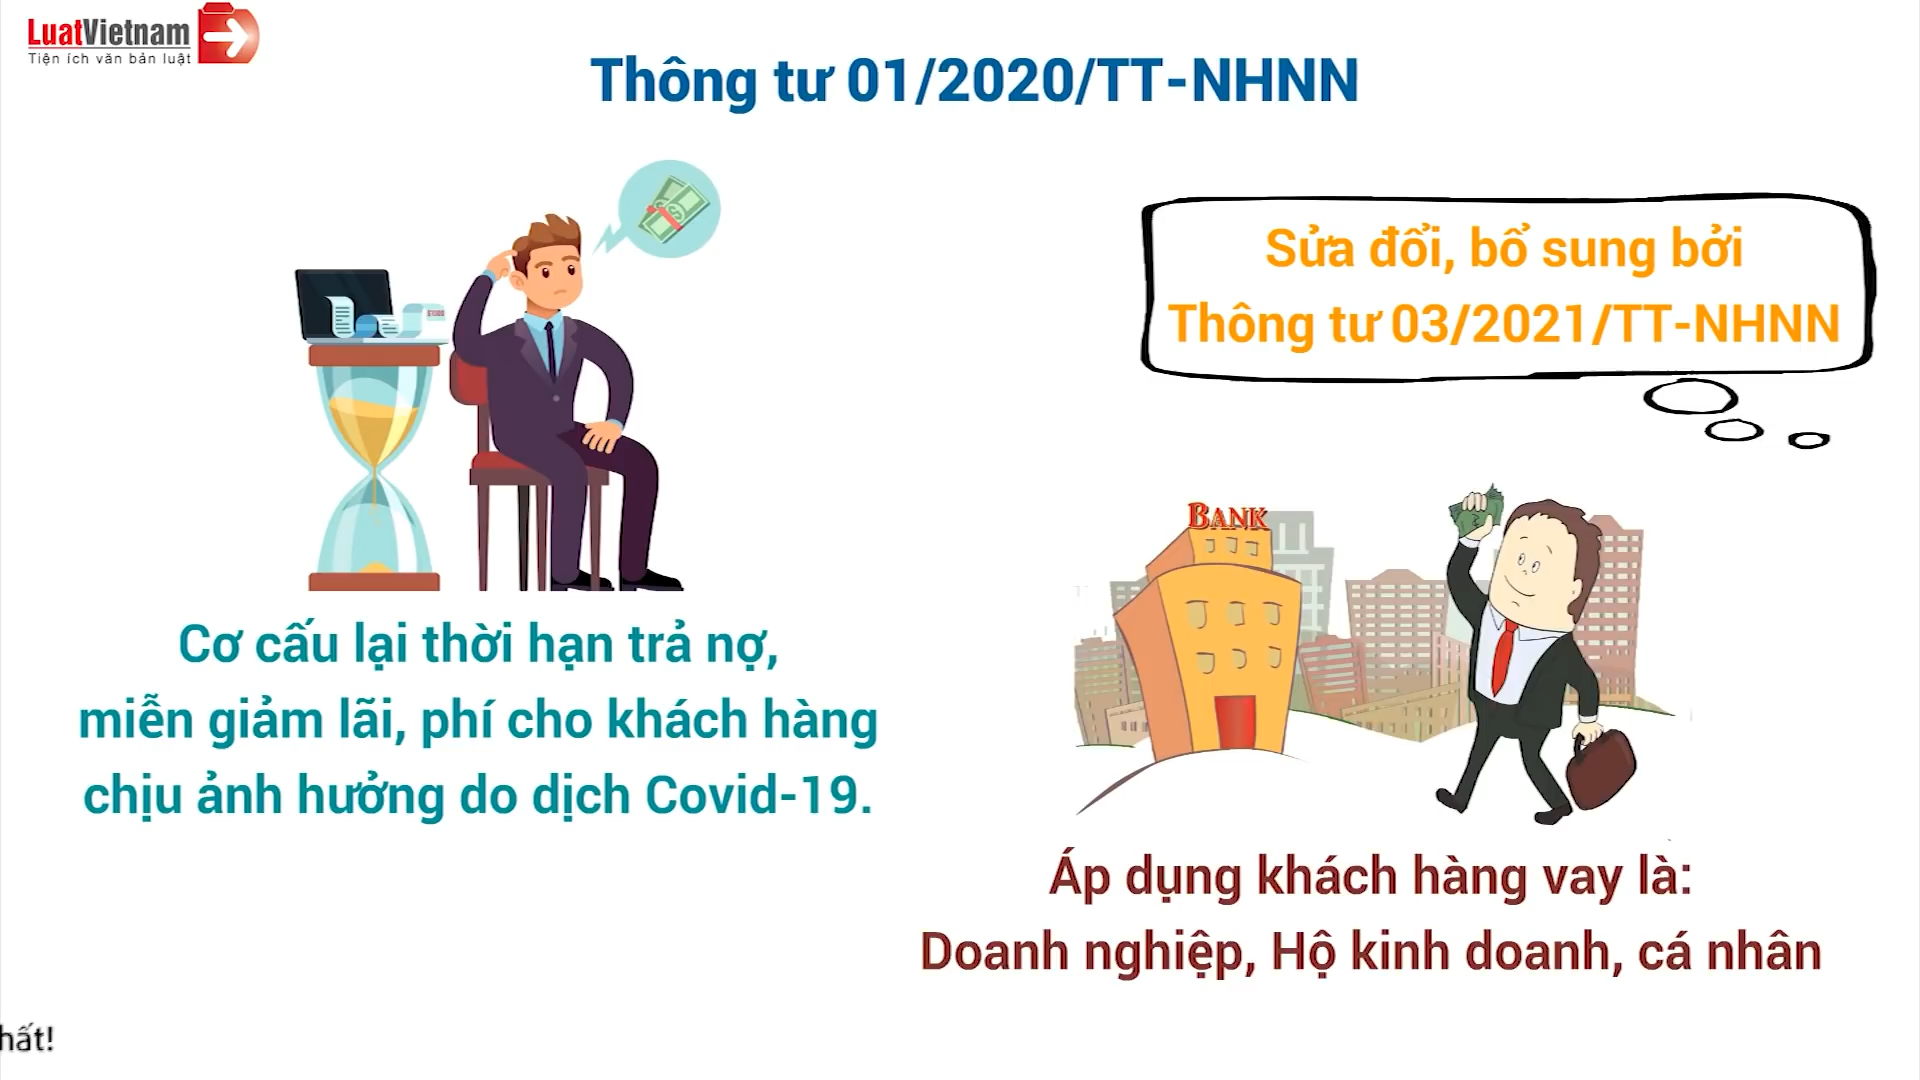 LuatVietnam
Tiện ích văn bản luật
Thông tư 01/2020/TT-NHNN
Sửa đổi, bổ sung bởi
Thông tư 03/2021/TT-NHNN
Cơ cấu lại thời hạn trả nợ,
miễn giảm lãi, phí cho khách hàng
chịu ảnh hưởng do dịch Covid-19.
BANK
Áp dụng khách hàng vay là:
Doanh nghiệp, Hộ kinh doanh, cá nhân
hất!